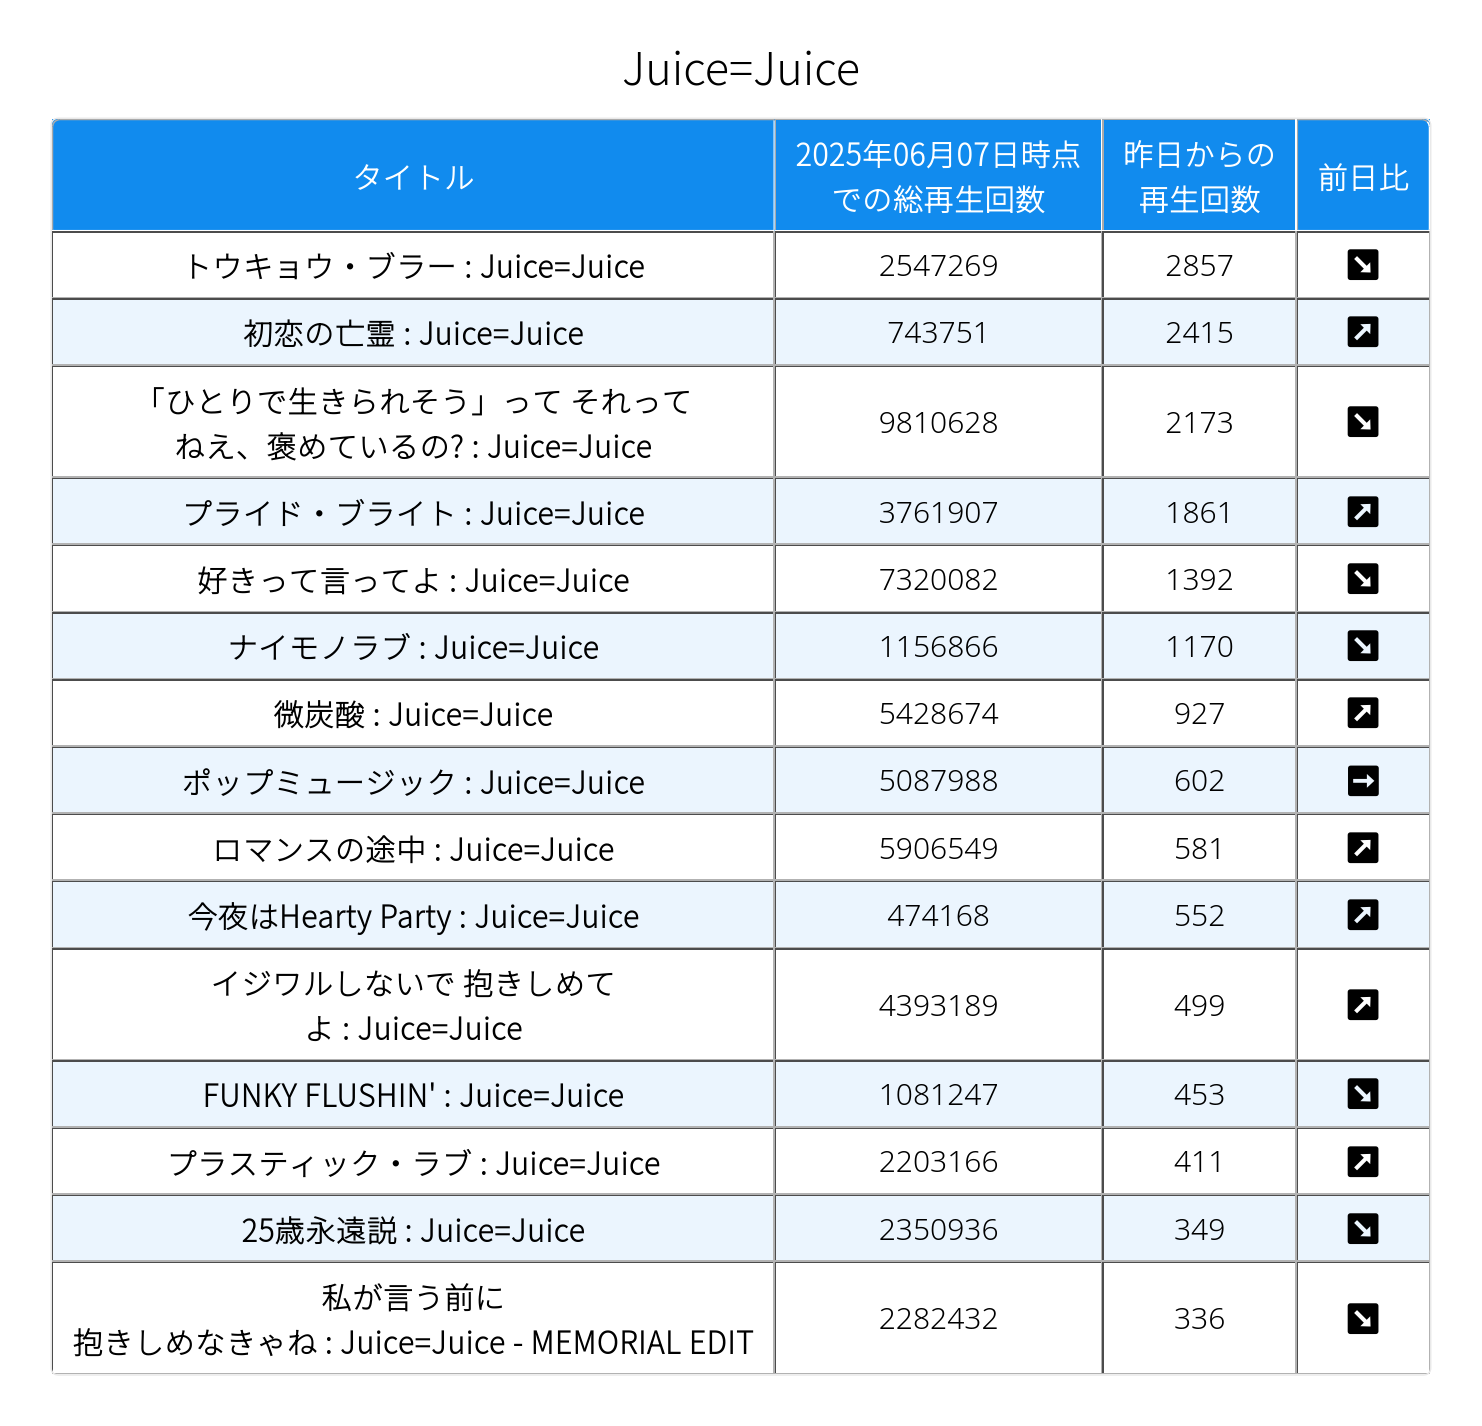 Juice=Juice
タイトル
2025年06月07日時点
での総再生回数
昨日からの
再生回数
前日比
トウキョウ・ブラー : Juice=Juice
2547269
2857
初恋の亡霊 : Juice=Juice
743751
2415
「ひとりで生きられそう」って それって
ねえ、褒めているの? : Juice=Juice
9810628
2173
プライド・ブライト : Juice=Juice
3761907
1861
好きって言ってよ : Juice=Juice
7320082
1392
ナイモノラブ : Juice=Juice
1156866
1170
微炭酸 : Juice=Juice
5428674
927
ポップミュージック : Juice=Juice
5087988
602
ロマンスの途中 : Juice=Juice
5906549
581
今夜はHearty Party : Juice=Juice
474168
552
イジワルしないで 抱きしめて
よ : Juice=Juice
4393189
499
FUNKY FLUSHIN' : Juice=Juice
1081247
453
プラスティック・ラブ : Juice=Juice
2203166
411
25歳永遠説 : Juice=Juice
2350936
349
私が言う前に
抱きしめなきゃね : Juice=Juice - MEMORIAL EDIT
2282432
336